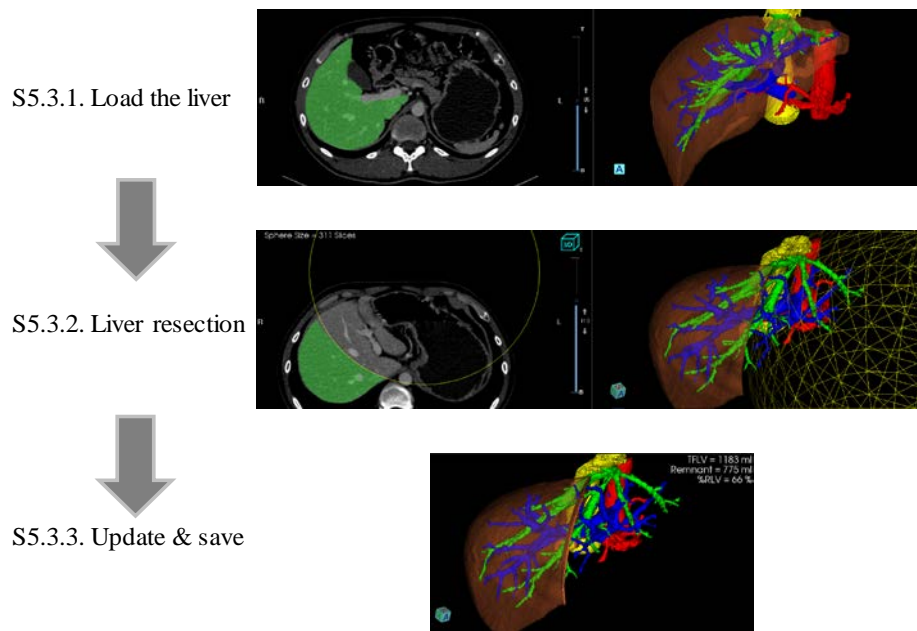 S5.3.1. Load the liver
R
L
A
Sphere Size = 311 Slices
S5.3.2. Liver resection
R
L
S5.3.3. Update & save
TFLV = 1183 ml
Remnant = 775 ml
%RLV = 66 %